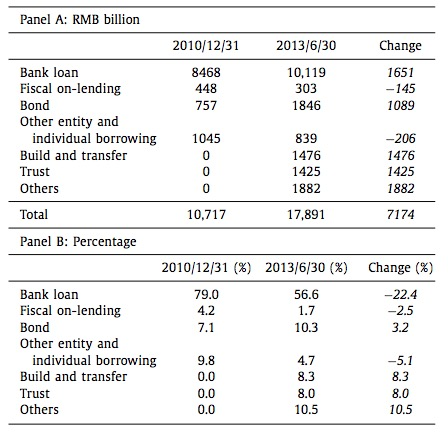 Panel A: RMB billion
2010/12/31 2013/6/30 Change
Bank loan 8468 10,119 1651
Fiscal on-lending 448 303 −145
Bond 757 1846 1089
Other entity and
individual borrowing 1045 839 −206
Build and transfer 0 1476 1476
Trust 0 1425 1425
Others 0 1882 1882
Total 10,717 17,891 7174
Panel B: Percentage
2010/12/31 (%) 2013/6/30 (%) Change (%)
Bank loan 79.0 56.6 −22.4
Fiscal on-lending 4.2 1.7 −2.5
Bond 7.1 10.3 3.2
Other entity and
individual borrowing 9.8 4.7 −5.1
Build and transfer 0.0 8.3 8.3
Trust 0.0 8.0 8.0
Others 0.0 10.5 10.5